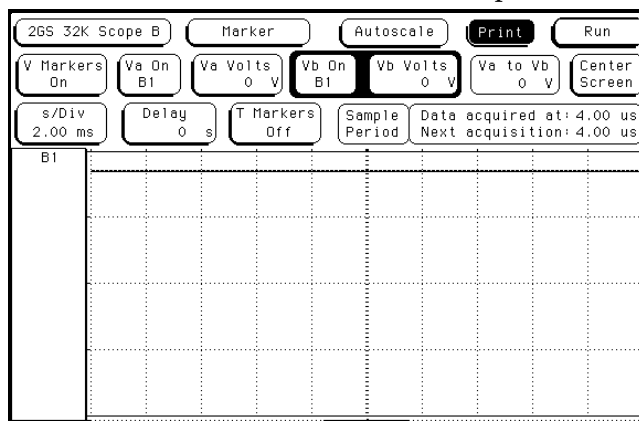 2GS 32K Scope B Marker Autoscale Print Run
V Markers Va On Va Volts Vb On Vb Volts Va to Vb Center
On B1 0 V B1 0 V 0 V Screen
s/Div Delay T Markers Sample Data acquired at: 4.00 us
2.00 ms 0 s Off Period Next acquisition: 4.00 us
B1